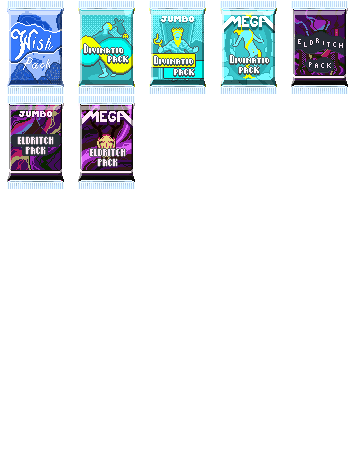 Wish
Pack
DIVINATIO
PACK
JUMBO
DIVINATIO
PACK
MEGA
DIVINATIO
PACK
ELDRITCH
PACK
JUMBO
ELDRITCH
PACK
MEGA
ELDRITCH
PACK